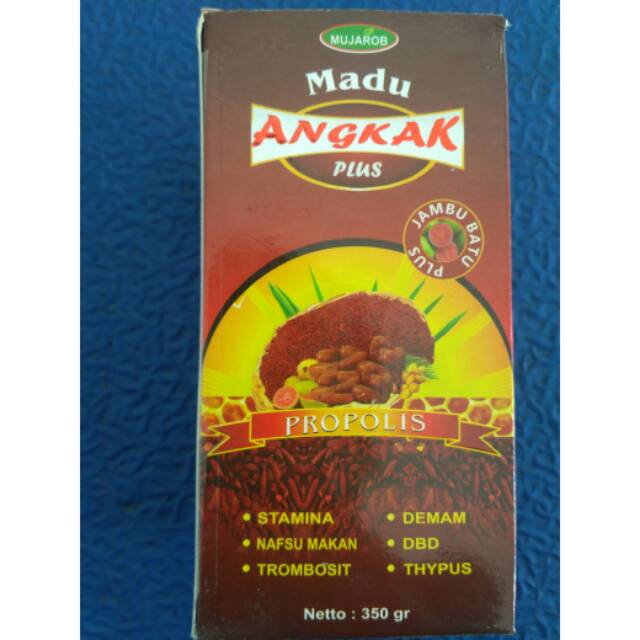 MUJAROB
Madu
ANGKAK
PLUS
JAMBU BATU
PLUS
PROPOLIS
• STAMINA
• NAFSU MAKAN
• TROMBOSIT
• DEMAM
• DBD
• THYPUS
Netto : 350 gr